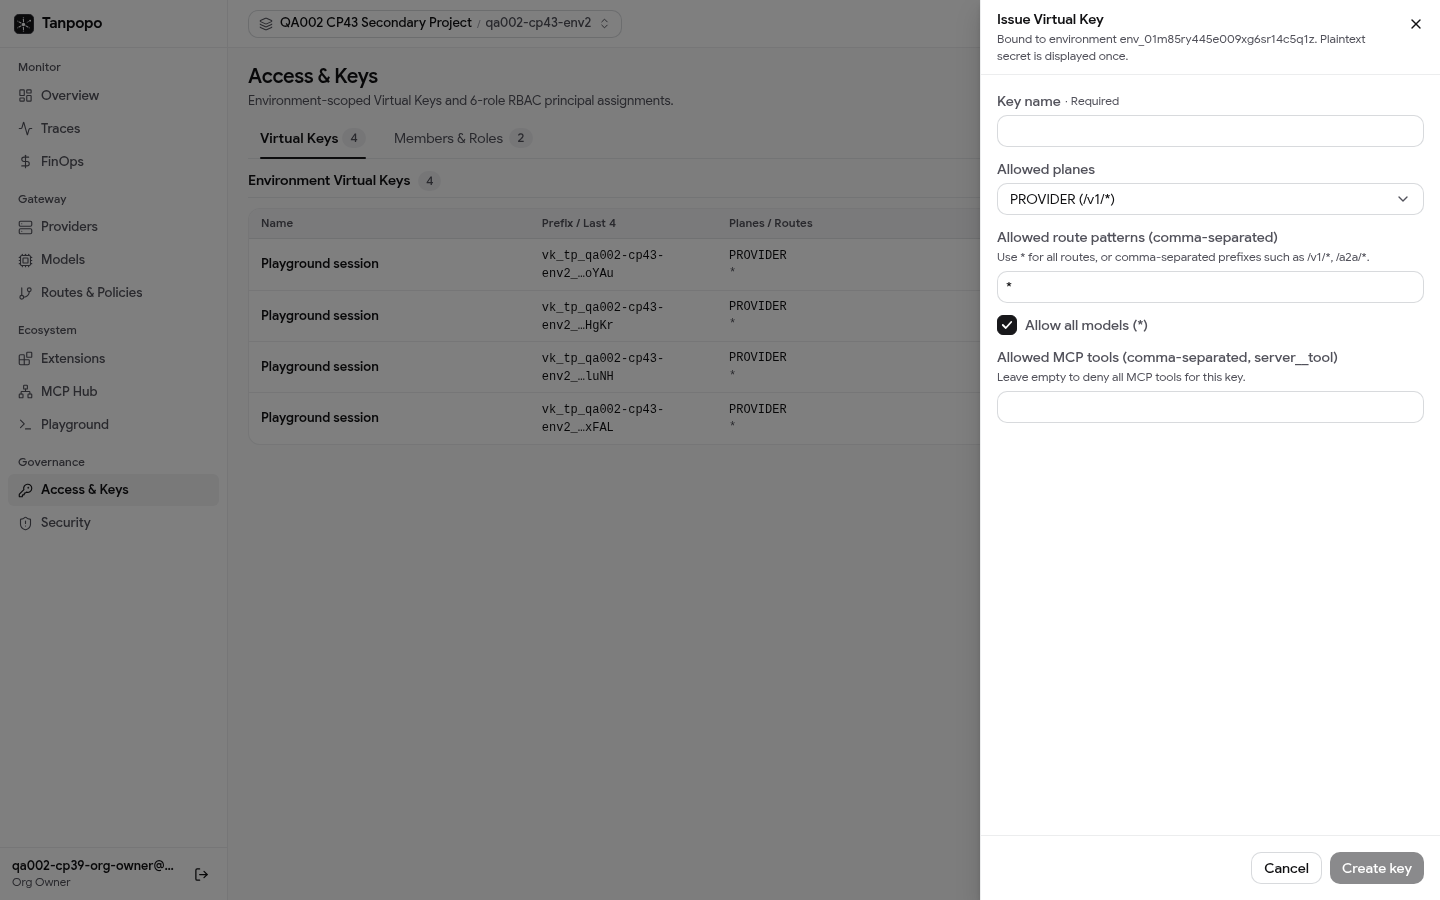 Tanpopo
Monitor
Overview
Traces
FinOps
Gateway
Providers
Models
Routes & Policies
Ecosystem
Extensions
MCP Hub
Playground
Governance
Access & Keys
Security
qa002-cp39-org-owner@...
Org Owner
QA002 CP43 Secondary Project / qa002-cp43-env2
Access & Keys
Environment-scoped Virtual Keys and 6-role RBAC principal assignments.
Virtual Keys 4 Members & Roles 2
Environment Virtual Keys 4
Name Prefix / Last 4 Planes / Routes
Playground session vk_tp_qa002-cp43-env2_…oYAu PROVIDER *
Playground session vk_tp_qa002-cp43-env2_…HgKr PROVIDER *
Playground session vk_tp_qa002-cp43-env2_…luNH PROVIDER *
Playground session vk_tp_qa002-cp43-env2_…xFAL PROVIDER *
Issue Virtual Key
Bound to environment env_01m85ry445e009xg6sr14c5q1z. Plaintext
secret is displayed once.
Key name · Required
Allowed planes
PROVIDER (/v1/*)
Allowed route patterns (comma-separated)
Use * for all routes, or comma-separated prefixes such as /v1/*, /a2a/*.
*
Allow all models (*)
Allowed MCP tools (comma-separated, server__tool)
Leave empty to deny all MCP tools for this key.
Cancel Create key